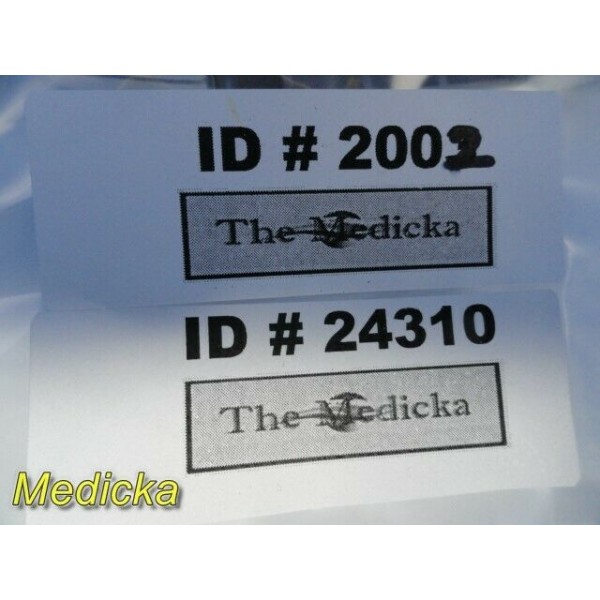 ID # 2002
The Medicka
ID # 24310
The Medicka
Medicka